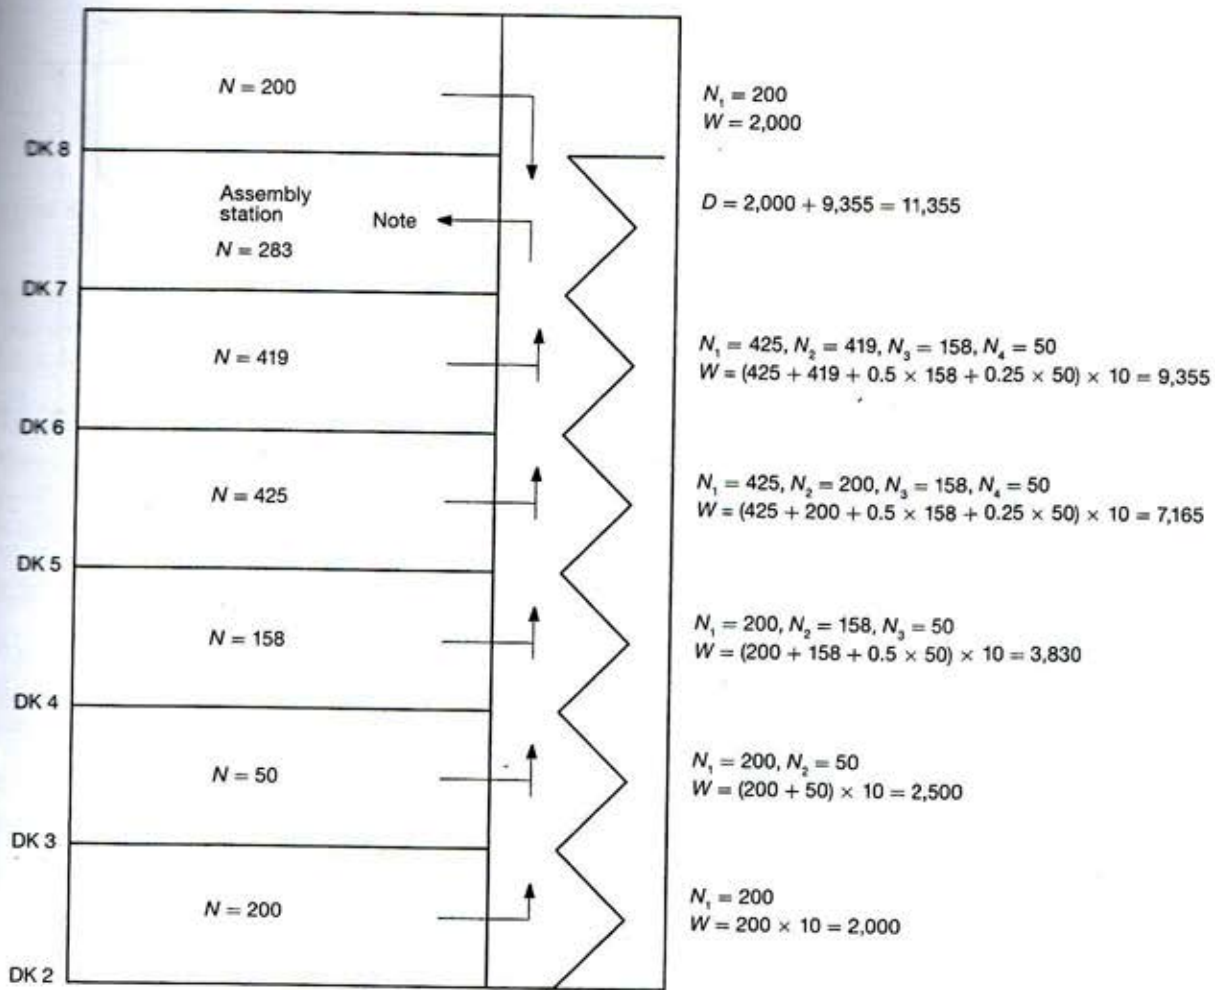 N = 200
N₁ = 200
W = 2,000
DK 8
Assembly
station
Note
N = 283
D = 2,000 + 9,355 = 11,355
DK 7
N = 419
N₁ = 425, N₂ = 419, N₃ = 158, N₄ = 50
W = (425 + 419 + 0.5 × 158 + 0.25 × 50) × 10 = 9,355
DK 6
N = 425
N₁ = 425, N₂ = 200, N₃ = 158, N₄ = 50
W = (425 + 200 + 0.5 × 158 + 0.25 × 50) × 10 = 7,165
DK 5
N = 158
N₁ = 200, N₂ = 158, N₃ = 50
W = (200 + 158 + 0.5 × 50) × 10 = 3,830
DK 4
N = 50
N₁ = 200, N₂ = 50
W = (200 + 50) × 10 = 2,500
DK 3
N = 200
N₁ = 200
W = 200 × 10 = 2,000
DK 2